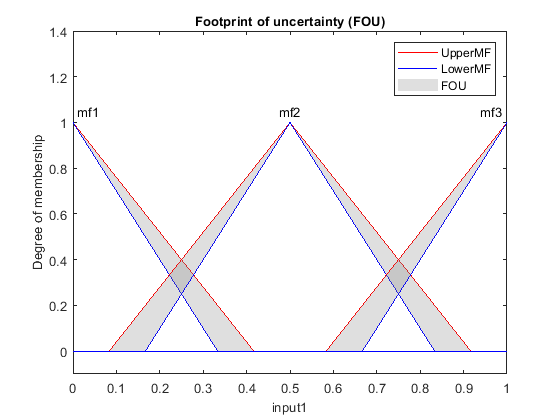 Footprint of uncertainty (FOU)
1.4
1.2
1
0.8
0.6
0.4
0.2
0
Degree of membership
mf1
mf2
mf3
UpperMF
LowerMF
FOU
0 0.1 0.2 0.3 0.4 0.5 0.6 0.7 0.8 0.9 1
input1